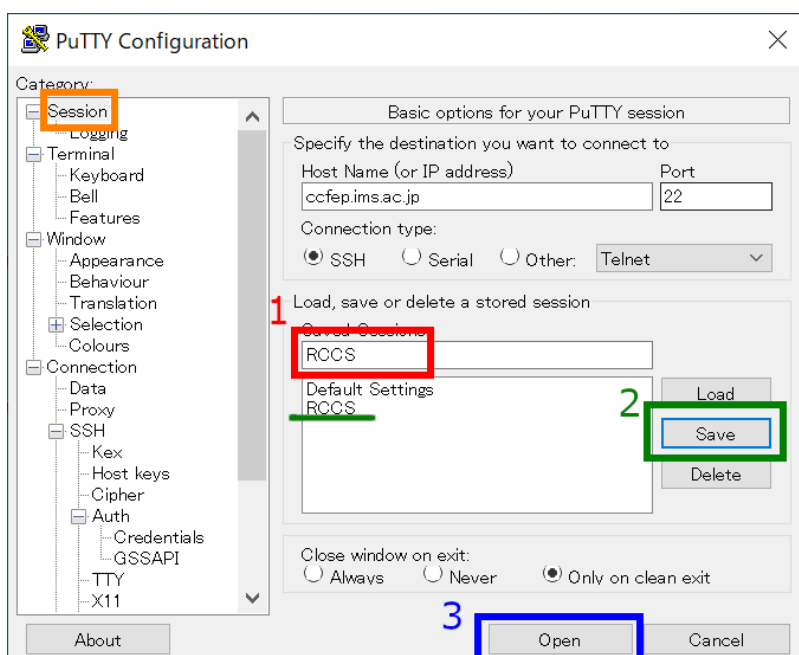 PuTTY Configuration
Category:
Session
Logging
Terminal
Keyboard
Bell
Features
Window
Appearance
Behaviour
Translation
Selection
Colours
Connection
Data
Proxy
SSH
Kex
Host keys
Cipher
Auth
Credentials
GSSAPI
TTY
X11
Basic options for your PuTTY session
Specify the destination you want to connect to
Host Name (or IP address) Port
ccfep.ims.ac.jp 22
Connection type:
SSH Serial Other: Telnet
Load, save or delete a stored session
1
Saved Sessions
RCCS
Default Settings
RCCS
2
Load
Save
Delete
Close window on exit:
Always Never Only on clean exit
3
About Open Cancel